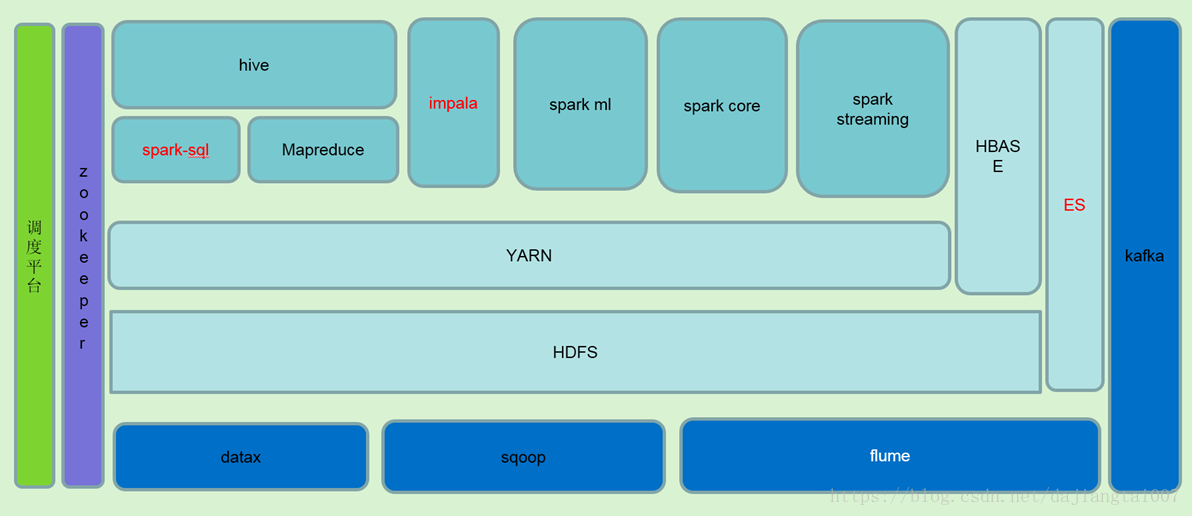 调
度
平
台
z
o
o
k
e
e
p
e
r
hive
spark-sql
Mapreduce
impala
spark ml
spark core
spark
streaming
HBAS
E
ES
kafka
YARN
HDFS
datax
sqoop
flume
https://blog.csdn.net/dajiangtai007